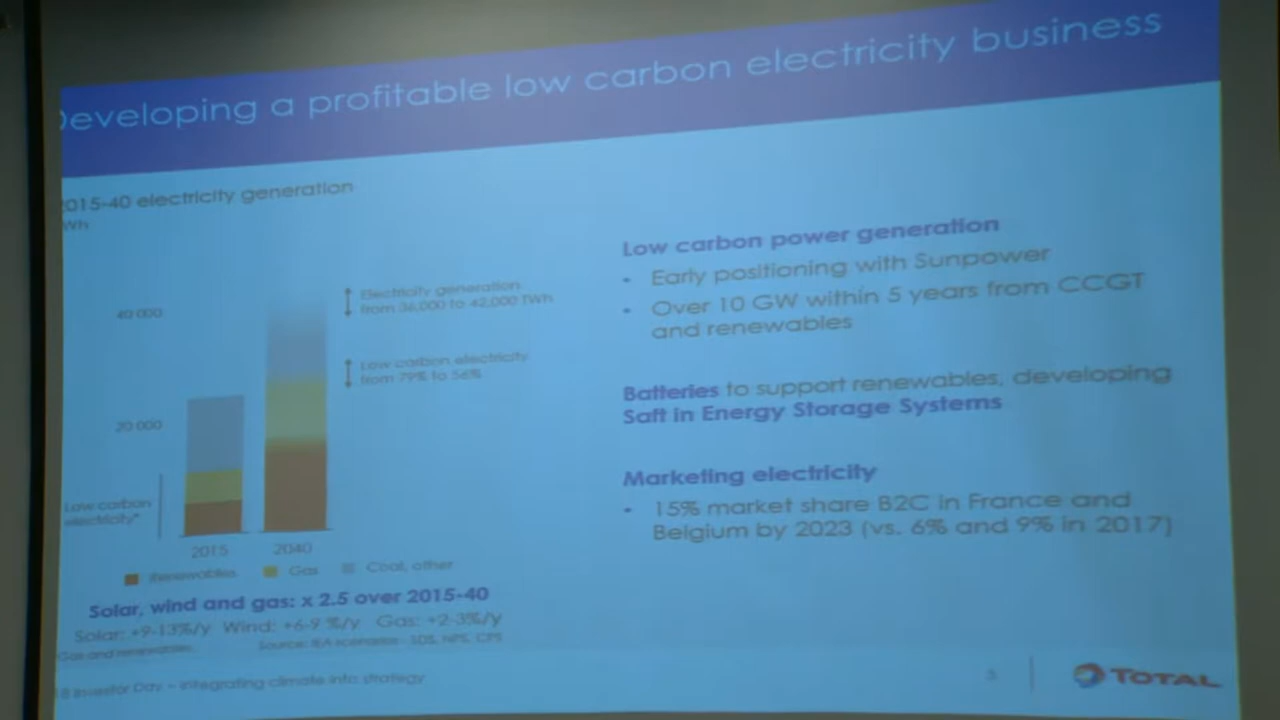 Developing a profitable low carbon electricity business
2015-40 electricity generation
Wh
40 000
20 000
Electricity generation
from 36,000 to 42,000 TWh
Low carbon electricity
from 79% to 56%
Low carbon
electricity*
2015
2040
Renewables
Gas
Coal, other
Solar, wind and gas: x 2.5 over 2015-40
Solar: +9-13%/y Wind: +6-9 %/y Gas: +2-3%/y
Gas and renewables
Source: IEA scenarios - SDS, NPS, CPS
Low carbon power generation
• Early positioning with Sunpower
• Over 10 GW within 5 years from CCGT
and renewables
Batteries to support renewables, developing
Saft in Energy Storage Systems
Marketing electricity
• 15% market share B2C in France and
Belgium by 2023 (vs. 6% and 9% in 2017)
8 Investor Day – integrating climate into strategy
3
TOTAL